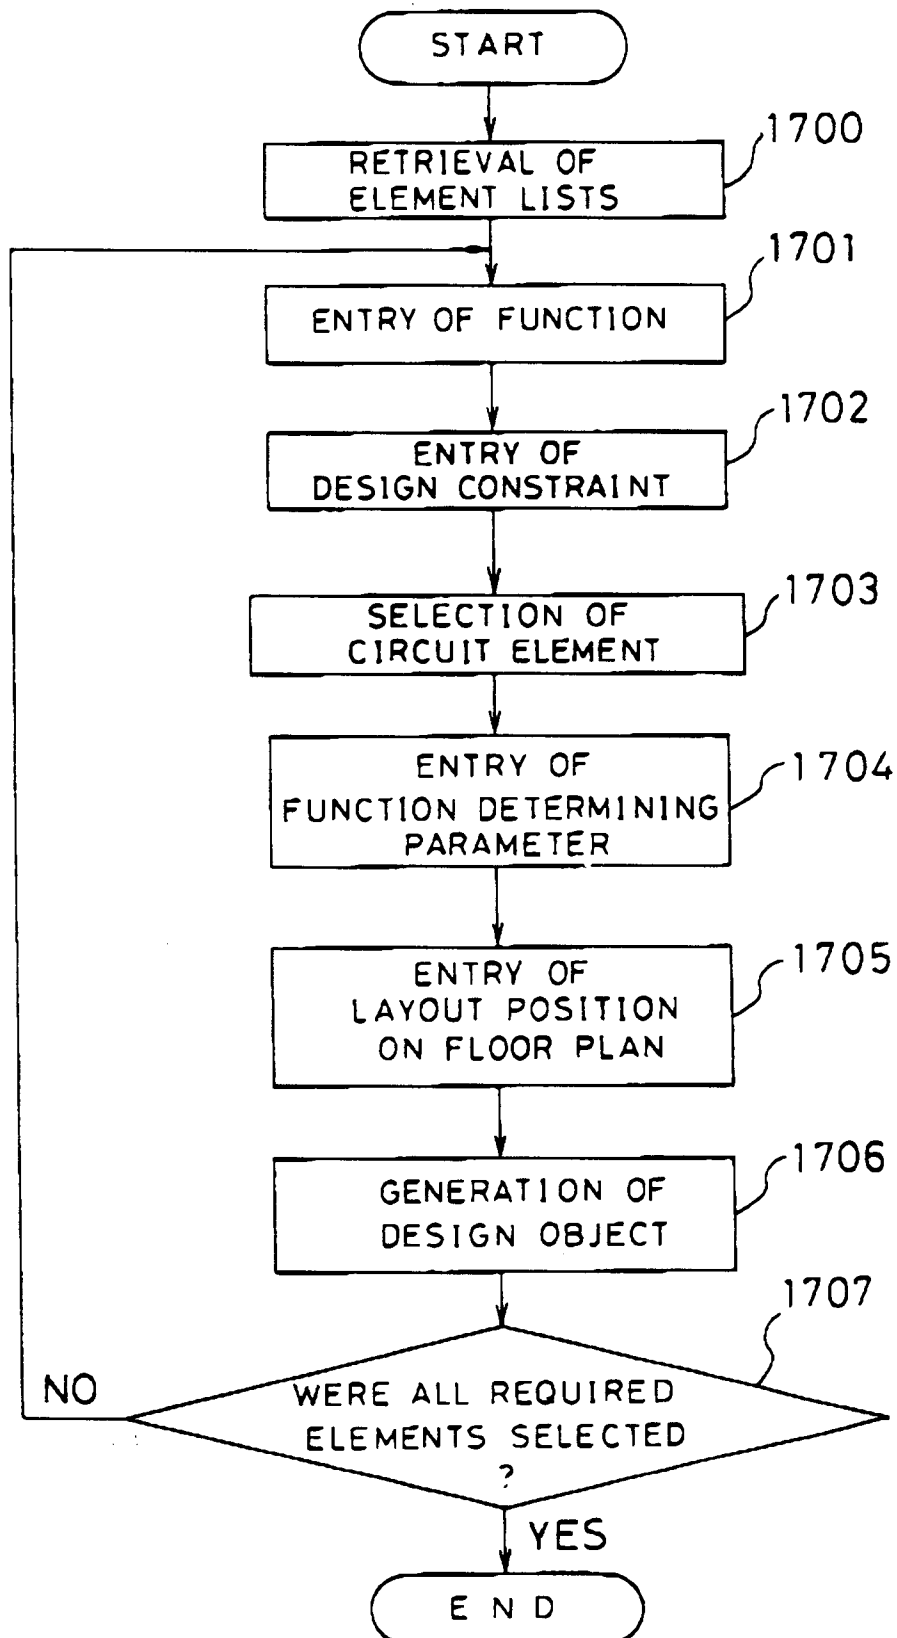 START
1700
RETRIEVAL OF
ELEMENT LISTS
1701
ENTRY OF FUNCTION
1702
ENTRY OF
DESIGN CONSTRAINT
1703
SELECTION OF
CIRCUIT ELEMENT
1704
ENTRY OF
FUNCTION DETERMINING
PARAMETER
1705
ENTRY OF
LAYOUT POSITION
ON FLOOR PLAN
1706
GENERATION OF
DESIGN OBJECT
1707
NO
WERE ALL REQUIRED
ELEMENTS SELECTED
?
YES
END